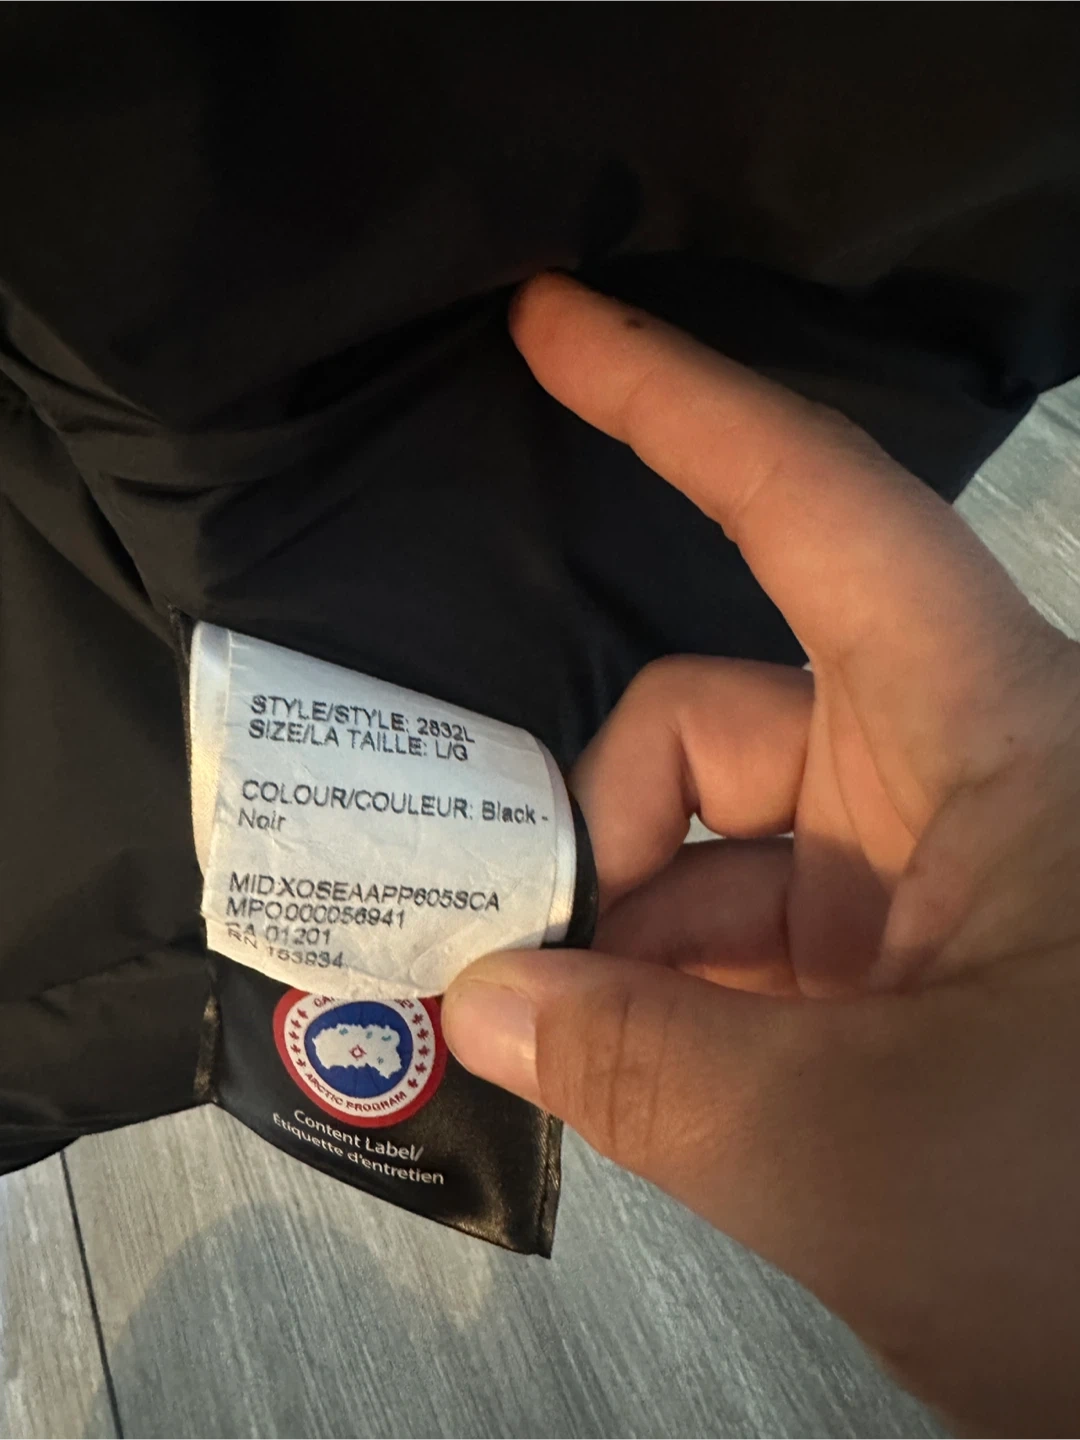 STYLE/STYLE: 2832L
SIZE/LA TAILLE: L/G
COLOUR/COULEUR: Black -
Noir
MID:XOSEAAPP605SCA
MPO000056941
CA 01201
RN
ARCTIC PROGRAM
Content Label/
Étiquette d'entretien